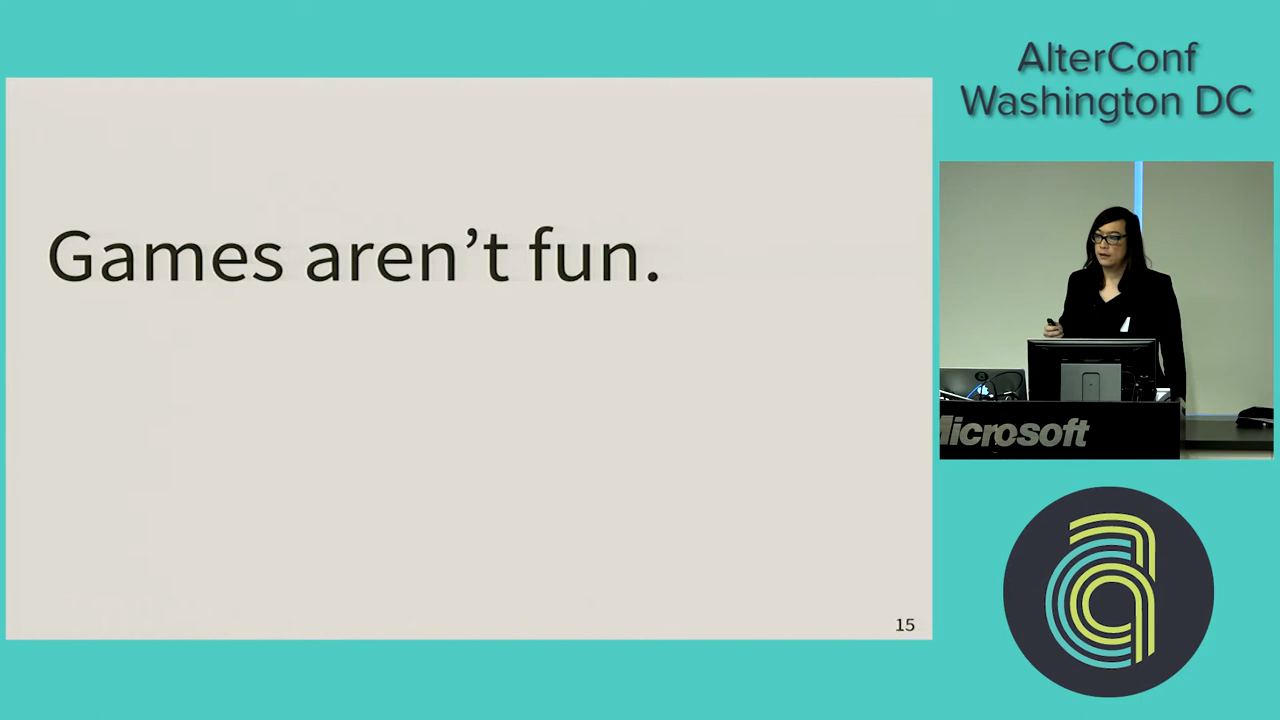 AlterConf
Washington DC
Games aren't fun.
15
Microsoft